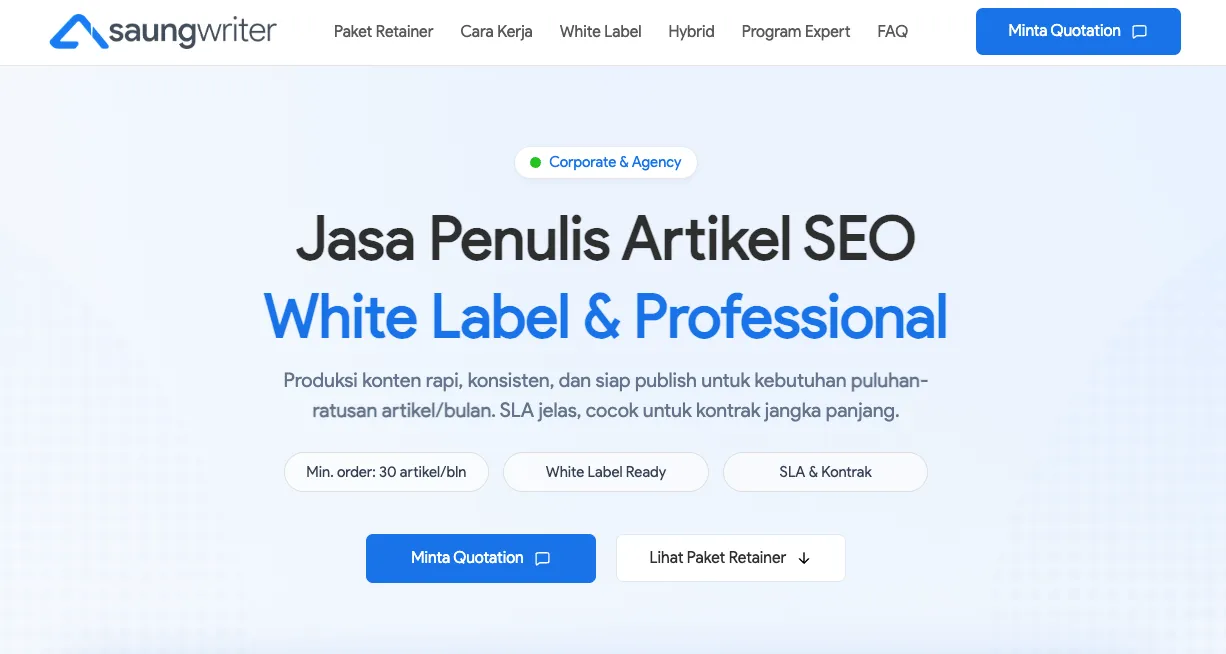 saungwriter
Paket Retainer
Cara Kerja
White Label
Hybrid
Program Expert
FAQ
Minta Quotation
Corporate & Agency
Jasa Penulis Artikel SEO
White Label & Professional
Produksi konten rapi, konsisten, dan siap publish untuk kebutuhan puluhan-
ratusan artikel/bulan. SLA jelas, cocok untuk kontrak jangka panjang.
Min. order: 30 artikel/bln
White Label Ready
SLA & Kontrak
Minta Quotation
Lihat Paket Retainer